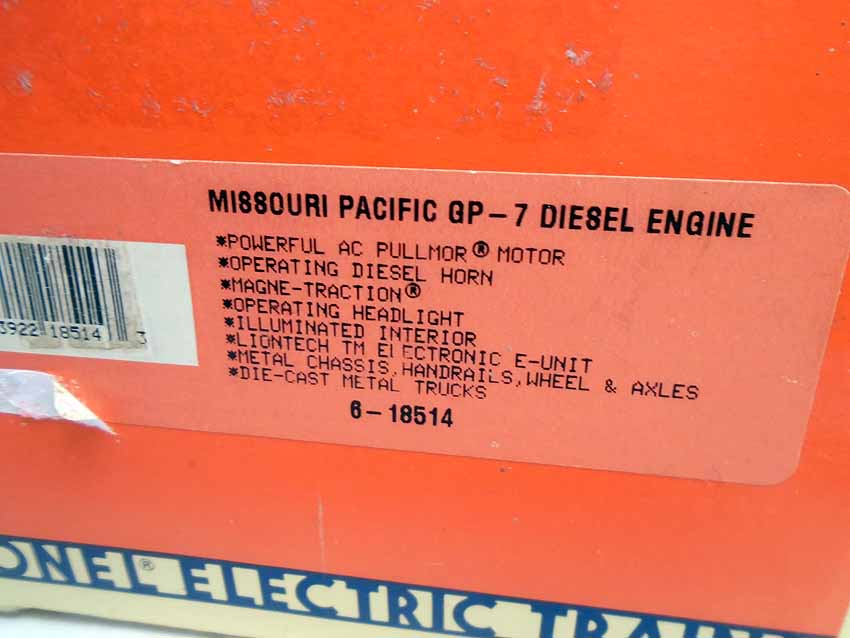 MISSOURI PACIFIC GP-7 DIESEL ENGINE
*POWERFUL AC PULLMOR® MOTOR
*OPERATING DIESEL HORN
*MAGNE-TRACTION®
*OPERATING HEADLIGHT
*ILLUMINATED INTERIOR
*LIONTECH TM ELECTRONIC E-UNIT
*METAL CHASSIS, HANDRAILS, WHEEL & AXLES
*DIE-CAST METAL TRUCKS
6-18514
3922 18514 3
ONEL® ELECTRIC TRAI